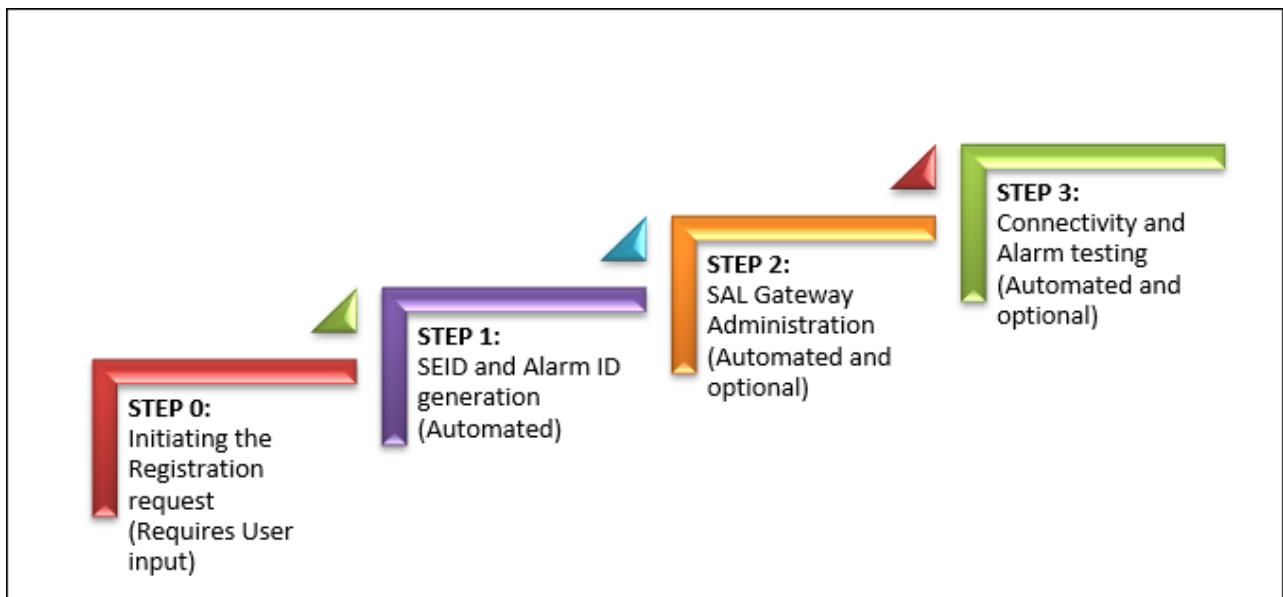 STEP 0:
Initiating the
Registration
request
(Requires User
input)
STEP 1:
SEID and Alarm ID
generation
(Automated)
STEP 2:
SAL Gateway
Administration
(Automated and
optional)
STEP 3:
Connectivity and
Alarm testing
(Automated and
optional)